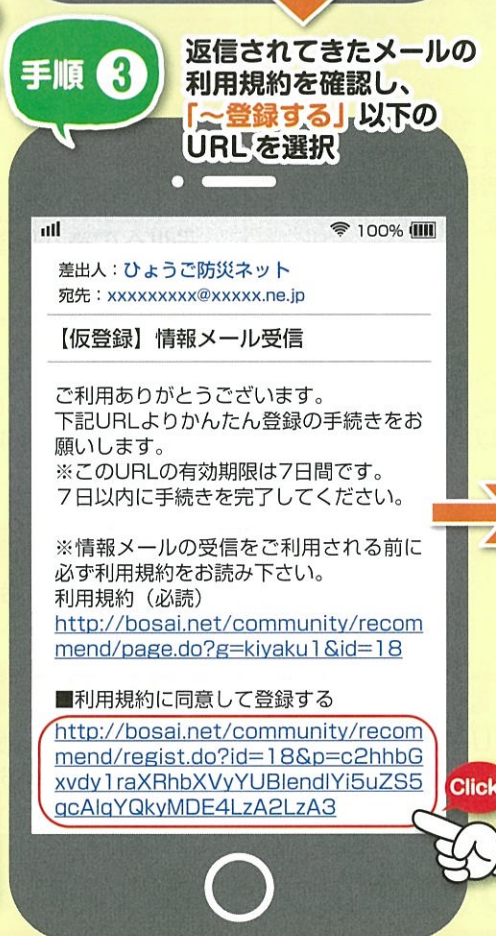 手順 3
返信されてきたメールの
利用規約を確認し、
「～登録する」以下の
URL を選択
100%
差出人：ひょうご防災ネット
宛先：xxxxxxxxx@xxxxx.ne.jp
【仮登録】情報メール受信
ご利用ありがとうございます。
下記URLよりかんたん登録の手続きをお
願いします。
※このURLの有効期限は7日間です。
7日以内に手続きを完了してください。
※情報メールの受信をご利用される前に
必ず利用規約をお読み下さい。
利用規約（必読）
http://bosai.net/community/recom
mend/page.do?g=kiyaku1&id=18
■利用規約に同意して登録する
http://bosai.net/community/recom
mend/regist.do?id=18&p=c2hhbG
xvdy1raXRhbXVyYUBlendlYi5uZS5
qcAlqYQkyMDE4LzA2LzA3
Click